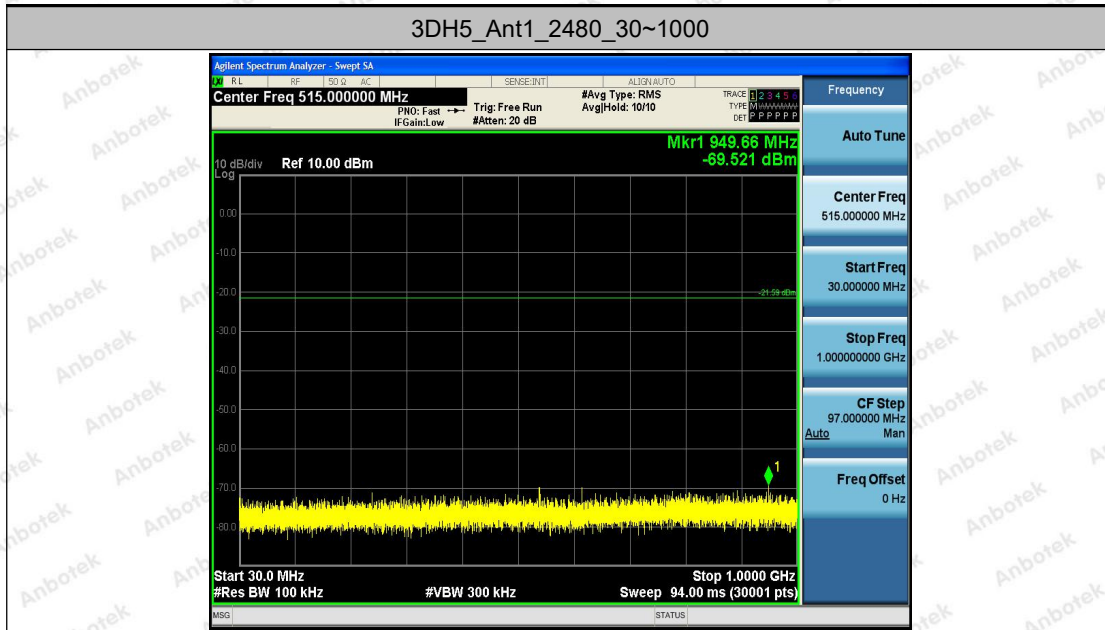 3DH5_Ant1_2480_30~1000
Agilent Spectrum Analyzer - Swept SA
RL RF 50 Ω AC SENSE:INT ALIGN AUTO
Center Freq 515.000000 MHz
PNO: Fast
IFGain:Low
Trig: Free Run
#Atten: 20 dB
#Avg Type: RMS
Avg|Hold: 10/10
TRACE 1 2 3 4 5 6
TYPE M
DET P P P P P P
Mkr1 949.66 MHz
-69.521 dBm
10 dB/div Ref 10.00 dBm
Log
0.00
-10.0
-20.0
-21.59 dBm
-30.0
-40.0
-50.0
-60.0
1
-70.0
-80.0
Start 30.0 MHz Stop 1.0000 GHz
#Res BW 100 kHz #VBW 300 kHz Sweep 94.00 ms (30001 pts)
MSG STATUS
Frequency
Auto Tune
Center Freq
515.000000 MHz
Start Freq
30.000000 MHz
Stop Freq
1.000000000 GHz
CF Step
97.000000 MHz
Auto Man
Freq Offset
0 Hz
Anbotek